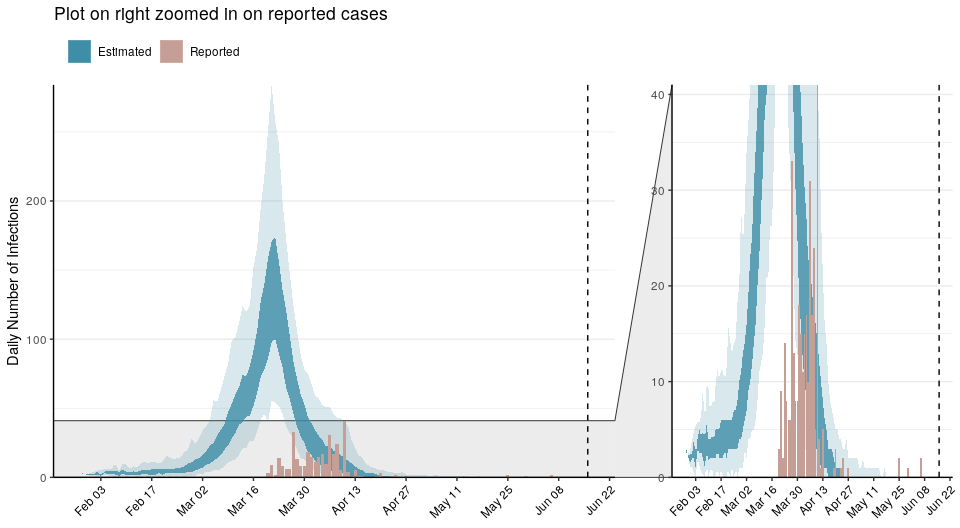 Plot on right zoomed in on reported cases
Estimated Reported
Daily Number of Infections
200
100
0
Feb 03 Feb 17 Mar 02 Mar 16 Mar 30 Apr 13 Apr 27 May 11 May 25 Jun 08 Jun 22
40
30
20
10
0
Feb 03 Feb 17 Mar 02 Mar 16 Mar 30 Apr 13 Apr 27 May 11 May 25 Jun 08 Jun 22